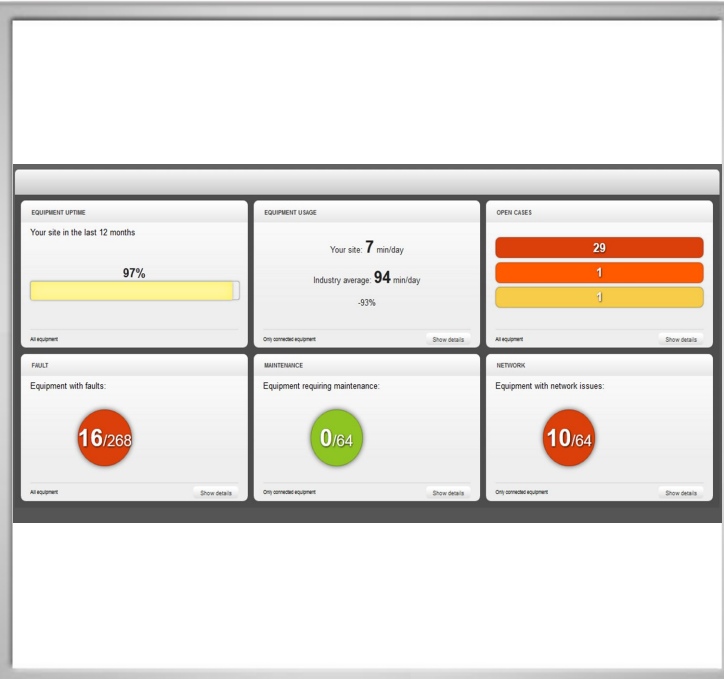 EQUIPMENT UPTIME
Your site in the last 12 months
97%
All equipment
EQUIPMENT USAGE
Your site: 7 min/day
Industry average: 94 min/day
-93%
Only connected equipment
Show details
OPEN CASES
29
1
1
All equipment
Show details
FAULT
Equipment with faults:
16/268
All equipment
Show details
MAINTENANCE
Equipment requiring maintenance:
0/64
Only connected equipment
Show details
NETWORK
Equipment with network issues:
10/64
Only connected equipment
Show details